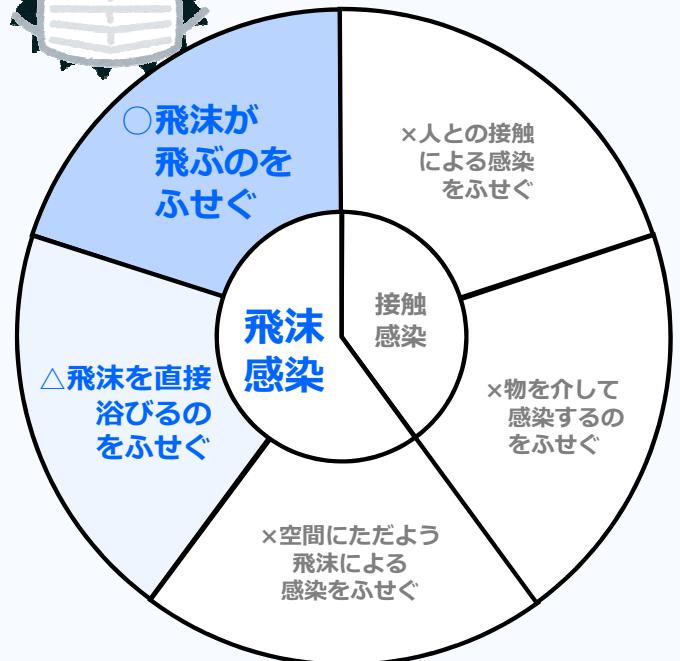 ○飛沫が
飛ぶのを
ふせぐ
×人との接触
による感染
をふせぐ
飛沫
感染
接触
感染
△飛沫を直接
浴びるの
をふせぐ
×物を介して
感染するの
をふせぐ
×空間にただよう
飛沫による
感染をふせぐ